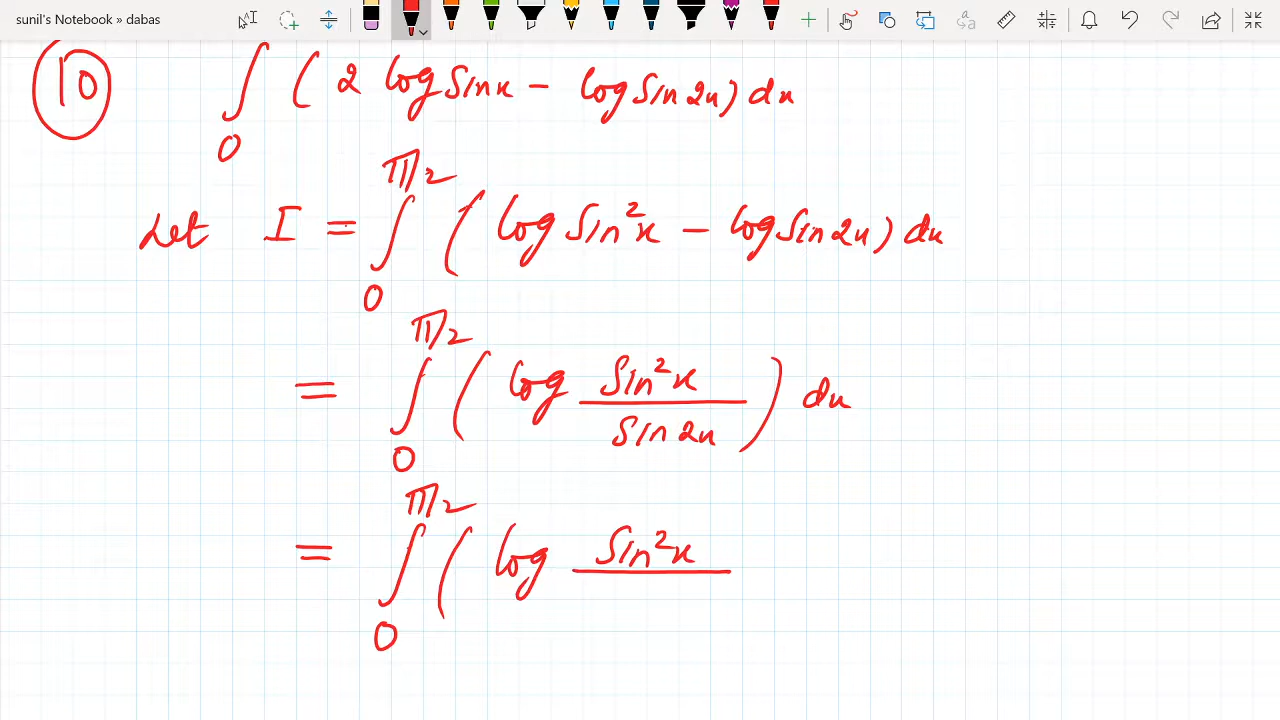 sunil's Notebook » dabas
10 ∫₀ (2 log sin x − log sin 2x) dx
Let I = ∫₀^{π/2} (log sin²x − log sin 2x) dx
= ∫₀^{π/2} (log sin²x / sin 2x) dx
= ∫₀^{π/2} (log sin²x